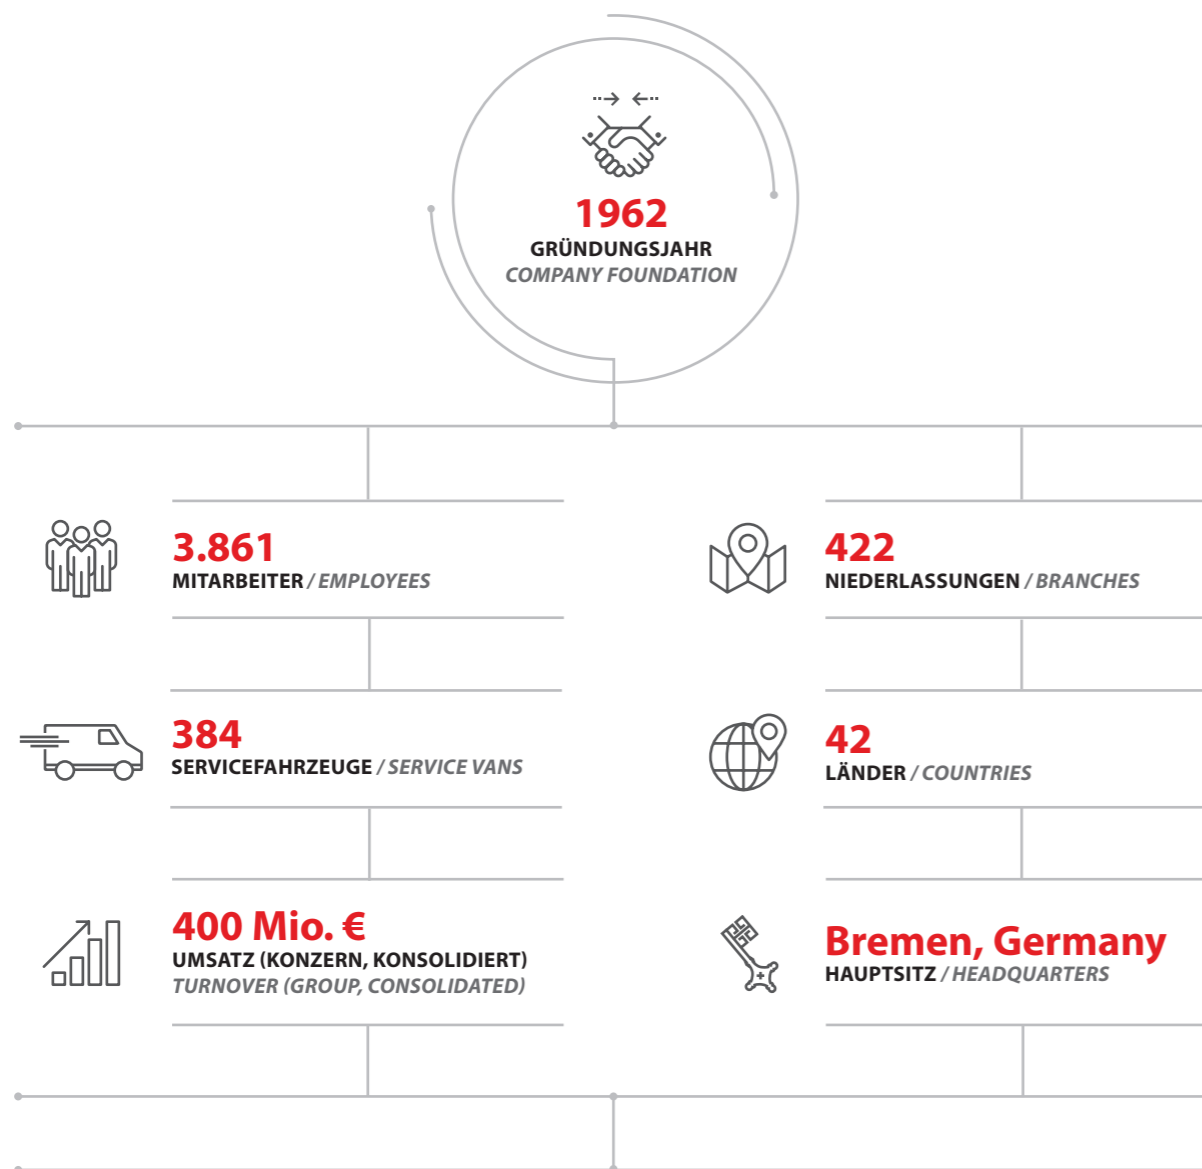 1962
GRÜNDUNGSJAHR
COMPANY FOUNDATION
3.861
MITARBEITER / EMPLOYEES
422
NIEDERLASSUNGEN / BRANCHES
384
SERVICEFAHRZEUGE / SERVICE VANS
42
LÄNDER / COUNTRIES
400 Mio. €
UMSATZ (KONZERN, KONSOLIDIERT)
TURNOVER (GROUP, CONSOLIDATED)
Bremen, Germany
HAUPTSITZ / HEADQUARTERS